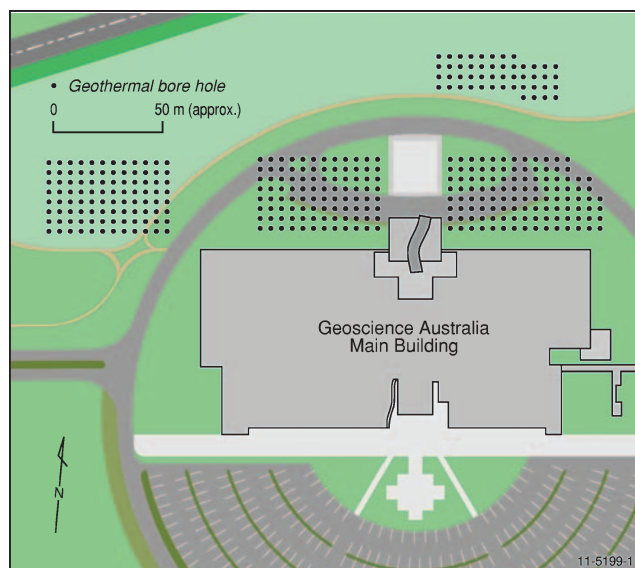 Geothermal bore hole
0 50 m (approx.)
Geoscience Australia
Main Building
N
11-5199-1